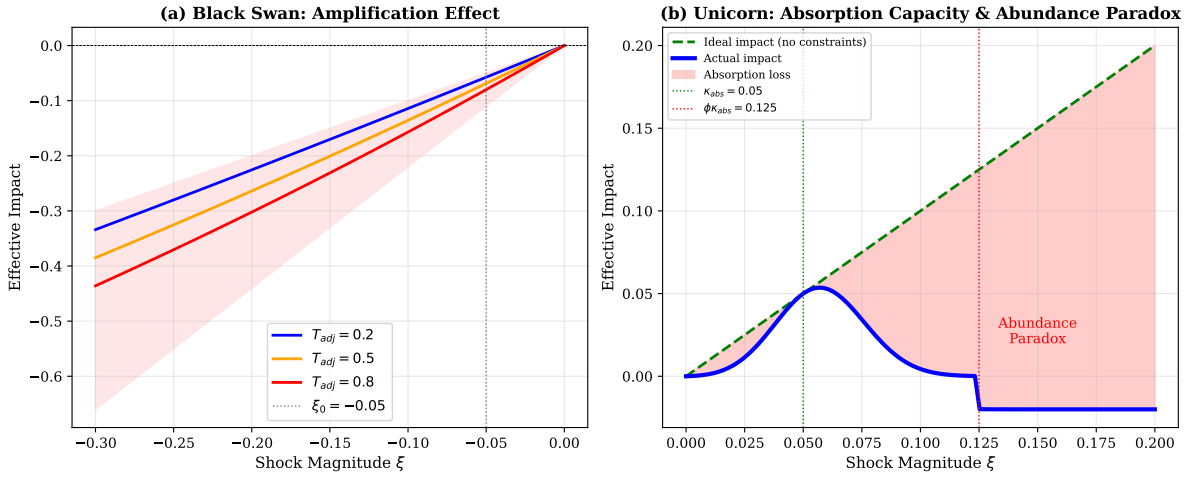 (a) Black Swan: Amplification Effect
0.0
−0.1
−0.2
−0.3
−0.4
−0.5
−0.6
Effective Impact
T_adj = 0.2
T_adj = 0.5
T_adj = 0.8
ξ₀ = −0.05
−0.30
−0.25
−0.20
−0.15
−0.10
−0.05
0.00
Shock Magnitude ξ
(b) Unicorn: Absorption Capacity & Abundance Paradox
0.20
0.15
0.10
0.05
0.00
Effective Impact
Ideal impact (no constraints)
Actual impact
Absorption loss
κ_abs = 0.05
ϕκ_abs = 0.125
Abundance
Paradox
0.000
0.025
0.050
0.075
0.100
0.125
0.150
0.175
0.200
Shock Magnitude ξ